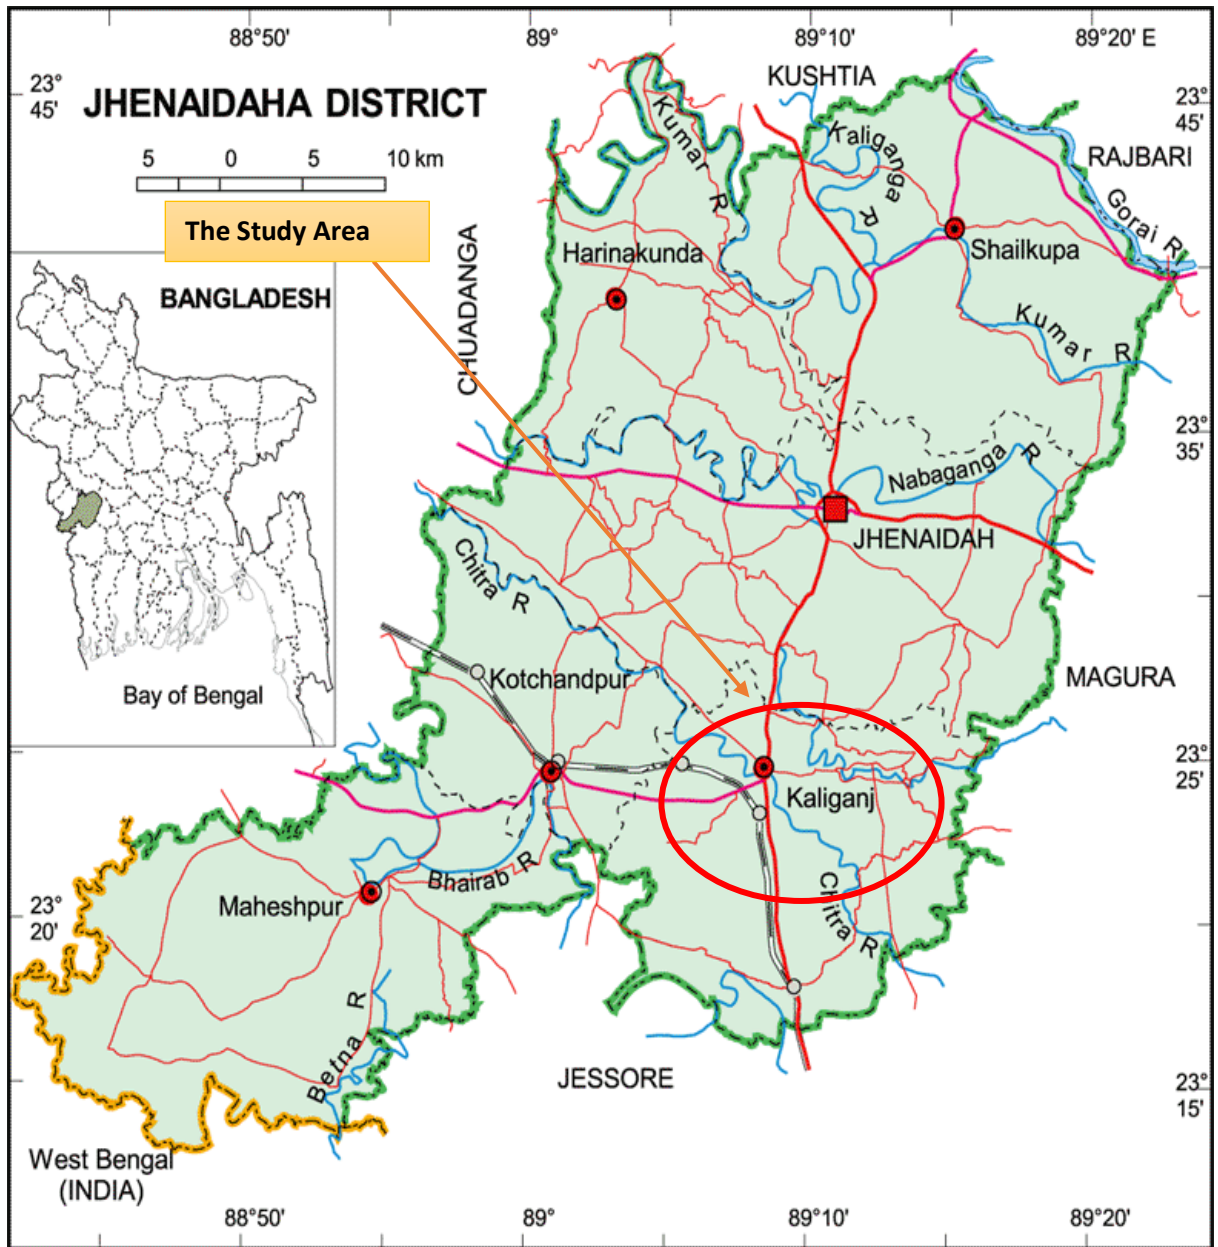 88°50'
89°
89°10'
89°20' E
23°
45'
JHENAIDAHA DISTRICT
5
0
5
10 km
KUSHTIA
23°
45'
RAJBARI
Kumar R
Kaliganga R
Gorai R
The Study Area
Harinakunda
Shailkupa
BANGLADESH
CHUADANGA
Kumar R
23°
35'
Nabaganga R
JHENAIDAH
Chitra R
Kotchandpur
MAGURA
Bay of Bengal
23°
25'
Kaliganj
Bhairab R
Maheshpur
Chitra R
23°
20'
Betna R
JESSORE
23°
15'
West Bengal
(INDIA)
88°50'
89°
89°10'
89°20'